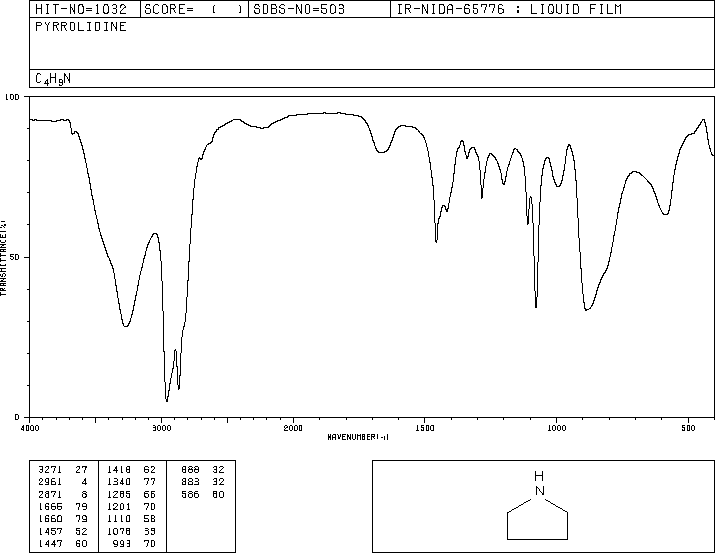 HIT-NO=1032 SCORE= ( ) SDBS-NO=503 IR-NIDA-65776 : LIQUID FILM
PYRROLIDINE
C4H9N
100
50
0
TRANSMITTANCE(%)
4000 3000 2000 1500 1000 500
WAVENUMBER(-1)
3271 27 1418 62 888 32
2961 4 1340 77 883 32
2871 8 1285 66 586 60
1665 79 1201 70
1660 79 1110 58
1457 52 1078 33
1447 60 993 70
H
N